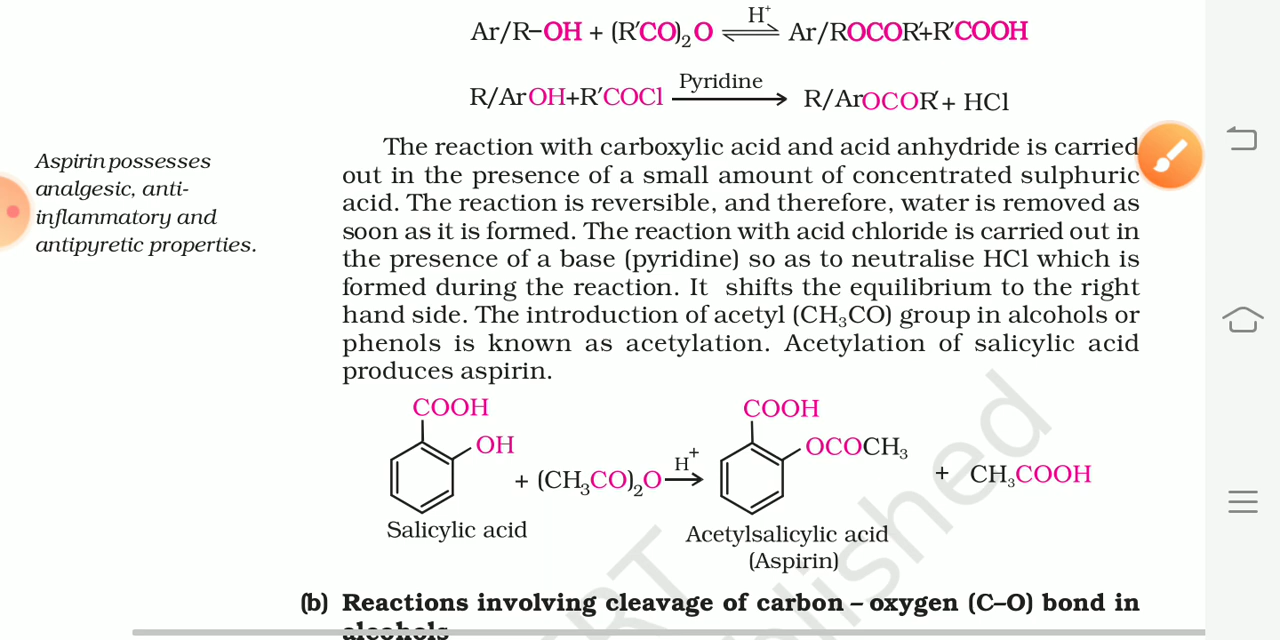 Ar/R–OH + (R′CO)₂O ⇌ Ar/ROCOR′+R′COOH
H⁺
R/ArOH+R′COCl ⟶ R/ArOCOR′+ HCl
Pyridine
The reaction with carboxylic acid and acid anhydride is carried
out in the presence of a small amount of concentrated sulphuric
acid. The reaction is reversible, and therefore, water is removed as
soon as it is formed. The reaction with acid chloride is carried out in
the presence of a base (pyridine) so as to neutralise HCl which is
formed during the reaction. It shifts the equilibrium to the right
hand side. The introduction of acetyl (CH₃CO) group in alcohols or
phenols is known as acetylation. Acetylation of salicylic acid
produces aspirin.
Aspirin possesses
analgesic, anti-
inflammatory and
antipyretic properties.
COOH
OH
+ (CH₃CO)₂O ⟶
H⁺
COOH
OCOCH₃
+ CH₃COOH
Salicylic acid
Acetylsalicylic acid
(Aspirin)
(b) Reactions involving cleavage of carbon – oxygen (C–O) bond in
alcohols